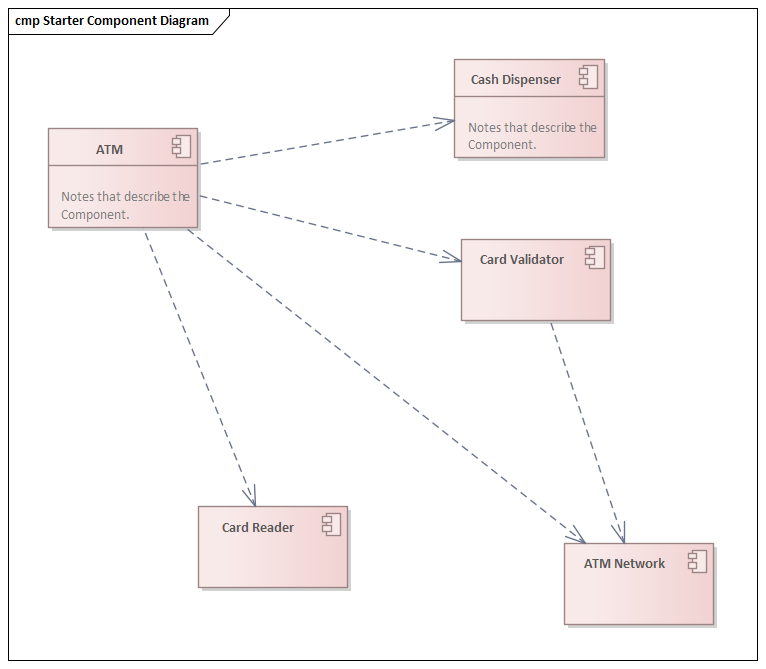 cmp Starter Component Diagram
Cash Dispenser
Notes that describe the
Component.
ATM
Notes that describe the
Component.
Card Validator
Card Reader
ATM Network